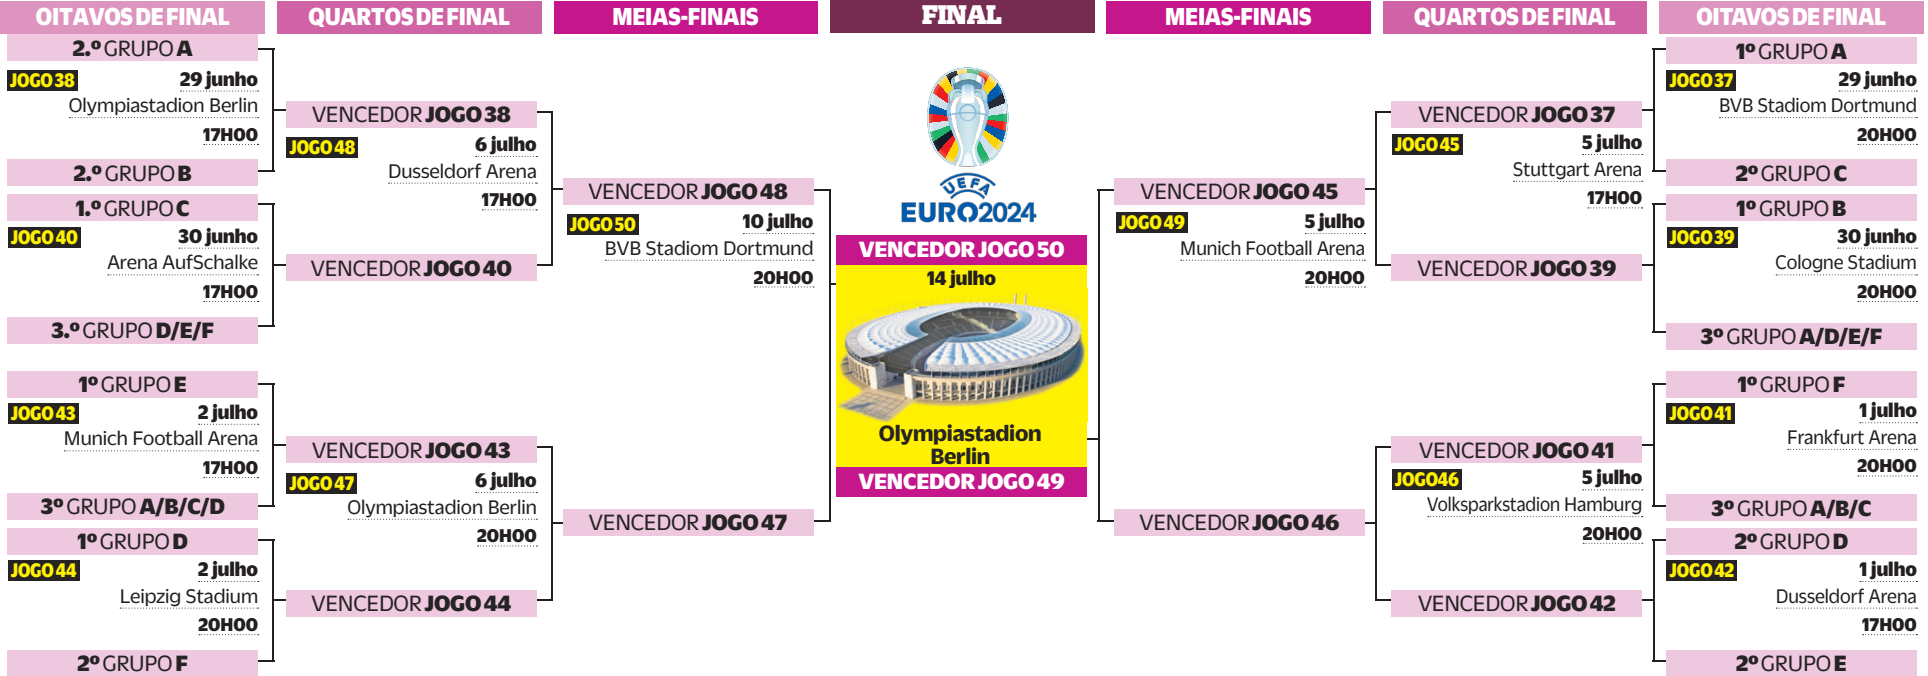 OITAVOS DE FINAL
2.º GRUPO A
JOGO 38
29 junho
Olympiastadion Berlin
17H00
2.º GRUPO B
1.º GRUPO C
JOGO 40
30 junho
Arena AufSchalke
17H00
3.º GRUPO D/E/F
1º GRUPO E
JOGO 43
2 julho
Munich Football Arena
17H00
3º GRUPO A/B/C/D
1º GRUPO D
JOGO 44
2 julho
Leipzig Stadium
20H00
2º GRUPO F
QUARTOS DE FINAL
VENCEDOR JOGO 38
JOGO 48
6 julho
Dusseldorf Arena
17H00
VENCEDOR JOGO 40
VENCEDOR JOGO 43
JOGO 47
6 julho
Olympiastadion Berlin
20H00
VENCEDOR JOGO 44
MEIAS-FINAIS
VENCEDOR JOGO 48
JOGO 50
10 julho
BVB Stadiom Dortmund
20H00
VENCEDOR JOGO 47
FINAL
UEFA
EURO2024
VENCEDOR JOGO 50
14 julho
Olympiastadion
Berlin
VENCEDOR JOGO 49
MEIAS-FINAIS
VENCEDOR JOGO 45
JOGO 49
5 julho
Munich Football Arena
20H00
VENCEDOR JOGO 46
QUARTOS DE FINAL
VENCEDOR JOGO 37
JOGO 45
5 julho
Stuttgart Arena
17H00
VENCEDOR JOGO 39
VENCEDOR JOGO 41
JOGO46
5 julho
Volksparkstadion Hamburg
20H00
VENCEDOR JOGO 42
OITAVOS DE FINAL
1º GRUPO A
JOGO 37
29 junho
BVB Stadiom Dortmund
20H00
2º GRUPO C
1º GRUPO B
JOGO 39
30 junho
Cologne Stadium
20H00
3º GRUPO A/D/E/F
1º GRUPO F
JOGO 41
1 julho
Frankfurt Arena
20H00
3º GRUPO A/B/C
2º GRUPO D
JOGO 42
1 julho
Dusseldorf Arena
17H00
2º GRUPO E